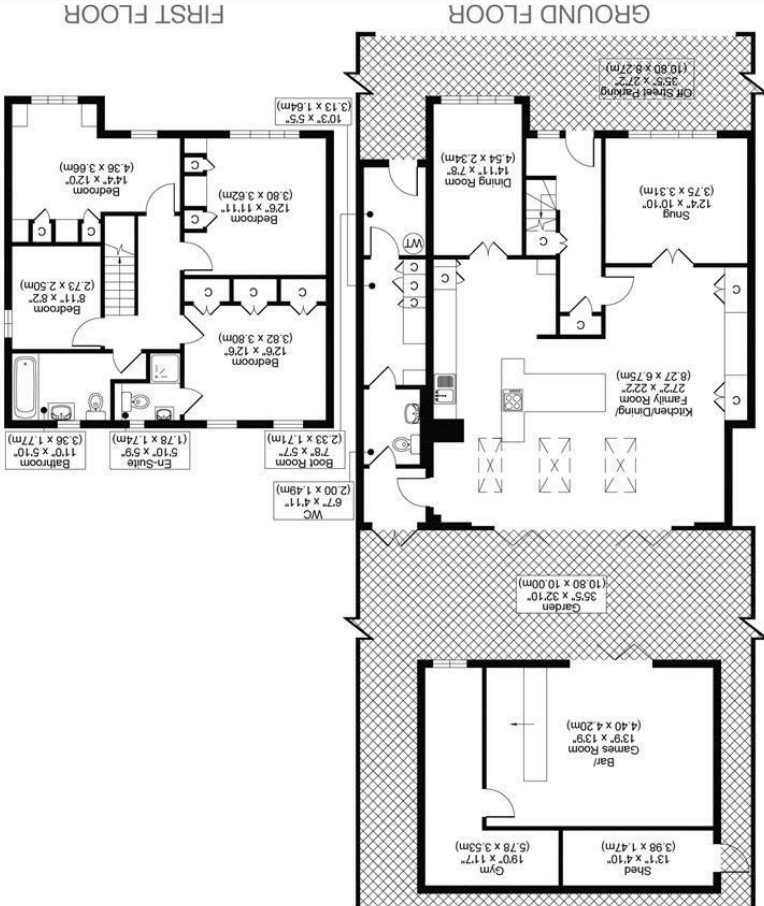 Shed
13'1" x 4'10"
(3.98 x 1.47m)
Gym
19'0" x 11'7"
(5.78 x 3.53m)
Bar/
Games Room
13'9" x 13'9"
(4.40 x 4.20m)
Garden
35'5" x 32'10"
(10.80 x 10.00m)
Kitchen/Dining/
Family Room
27'2" x 22'2"
(8.27 x 6.75m)
C
C
C
C
C
C
C
C
WT
Snug
12'4" x 10'10"
(3.75 x 3.31m)
Dining Room
14'11" x 7'8"
(4.54 x 2.34m)
Off Street Parking
35'5" x 27'2"
(10.80 x 8.27m)
GROUND FLOOR
WC
6'7" x 4'11"
(2.00 x 1.49m)
Boot Room
7'8" x 5'7"
(2.33 x 1.71m)
En-Suite
5'10" x 5'9"
(1.78 x 1.74m)
Bathroom
11'0" x 5'10"
(3.36 x 1.77m)
Bedroom
12'6" x 12'6"
(3.82 x 3.80m)
C
C
C
Bedroom
8'11" x 8'2"
(2.73 x 2.50m)
Bedroom
12'6" x 11'11"
(3.80 x 3.62m)
C
C
C
C
Bedroom
14'4" x 12'0"
(4.36 x 3.66m)
10'3" x 5'5"
(3.13 x 1.64m)
FIRST FLOOR